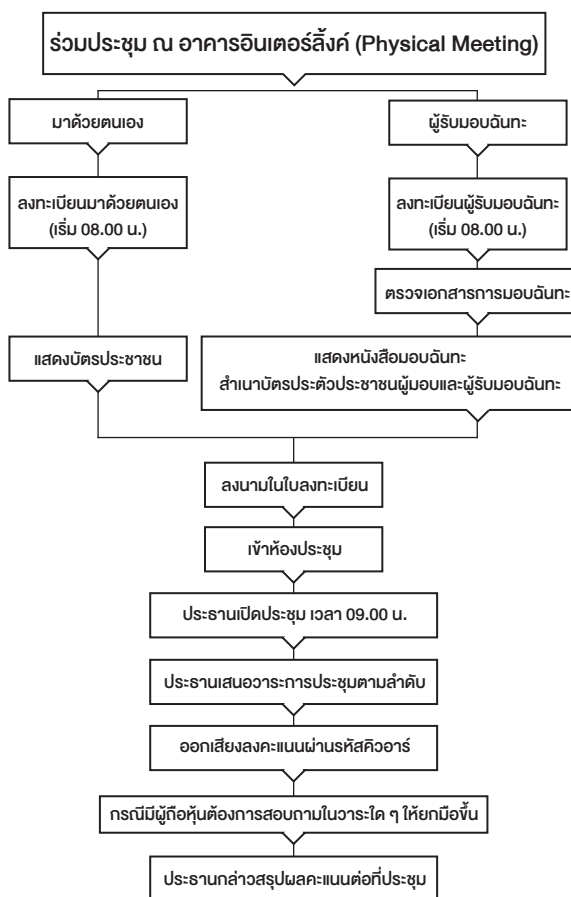 ร่วมประชุม ณ อาคารอินเตอร์ลิ้งค์ (Physical Meeting)
มาด้วยตนเอง
ผู้รับมอบฉันทะ
ลงทะเบียนมาด้วยตนเอง
(เริ่ม 08.00 น.)
ลงทะเบียนผู้รับมอบฉันทะ
(เริ่ม 08.00 น.)
ตรวจเอกสารการมอบฉันทะ
แสดงบัตรประชาชน
แสดงหนังสือมอบฉันทะ
สำเนาบัตรประตัวประชาชนผู้มอบและผู้รับมอบฉันทะ
ลงนามในใบลงทะเบียน
เข้าห้องประชุม
ประธานเปิดประชุม เวลา 09.00 น.
ประธานเสนอวาระการประชุมตามลำดับ
ออกเสียงลงคะแนนผ่านรหัสคิวอาร์
กรณีมีผู้ถือหุ้นต้องการสอบถามในวาระใด ๆ ให้ยกมือขึ้น
ประธานกล่าวสรุปผลคะแนนต่อที่ประชุม